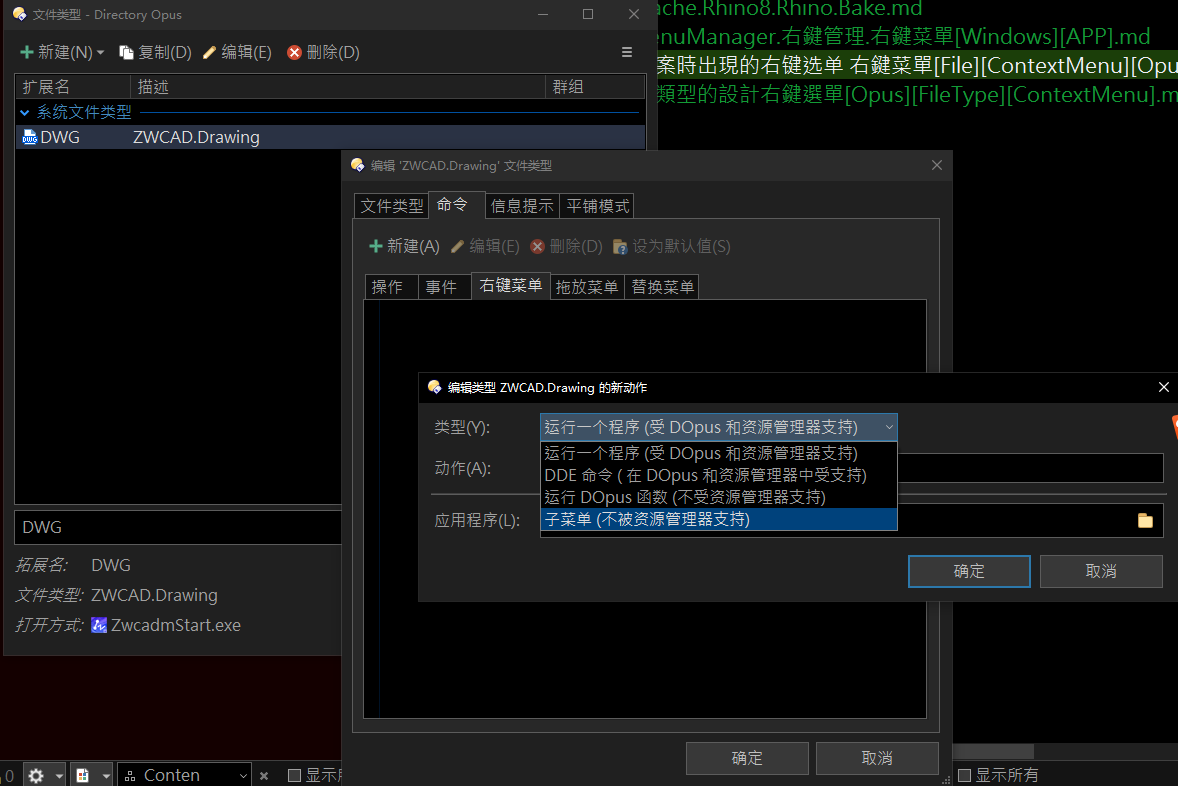 文件类型 - Directory Opus
新建(N) 复制(D) 编辑(E) 删除(D)
扩展名 描述 群组
系统文件类型
DWG ZWCAD.Drawing
DWG
拓展名: DWG
文件类型: ZWCAD.Drawing
打开方式: ZwcadmStart.exe
ache.Rhino8.Rhino.Bake.md
enuManager.右鍵管理.右鍵菜單[Windows][APP].md
案時出現的右键选单 右鍵菜單[File][ContextMenu][Opu
類型的設計右鍵選單[Opus][FileType][ContextMenu].m
编辑 'ZWCAD.Drawing' 文件类型
文件类型 命令 信息提示 平铺模式
新建(A) 编辑(E) 删除(D) 设为默认值(S)
操作 事件 右键菜单 拖放菜单 替换菜单
编辑类型 ZWCAD.Drawing 的新动作
类型(Y): 运行一个程序 (受 DOpus 和资源管理器支持)
运行一个程序 (受 DOpus 和资源管理器支持)
动作(A): DDE 命令 ( 在 DOpus 和资源管理器中受支持)
运行 DOpus 函数 (不受资源管理器支持)
应用程序(L): 子菜单 (不被资源管理器支持)
确定 取消
确定 取消
0 Conten 显示所 显示所有